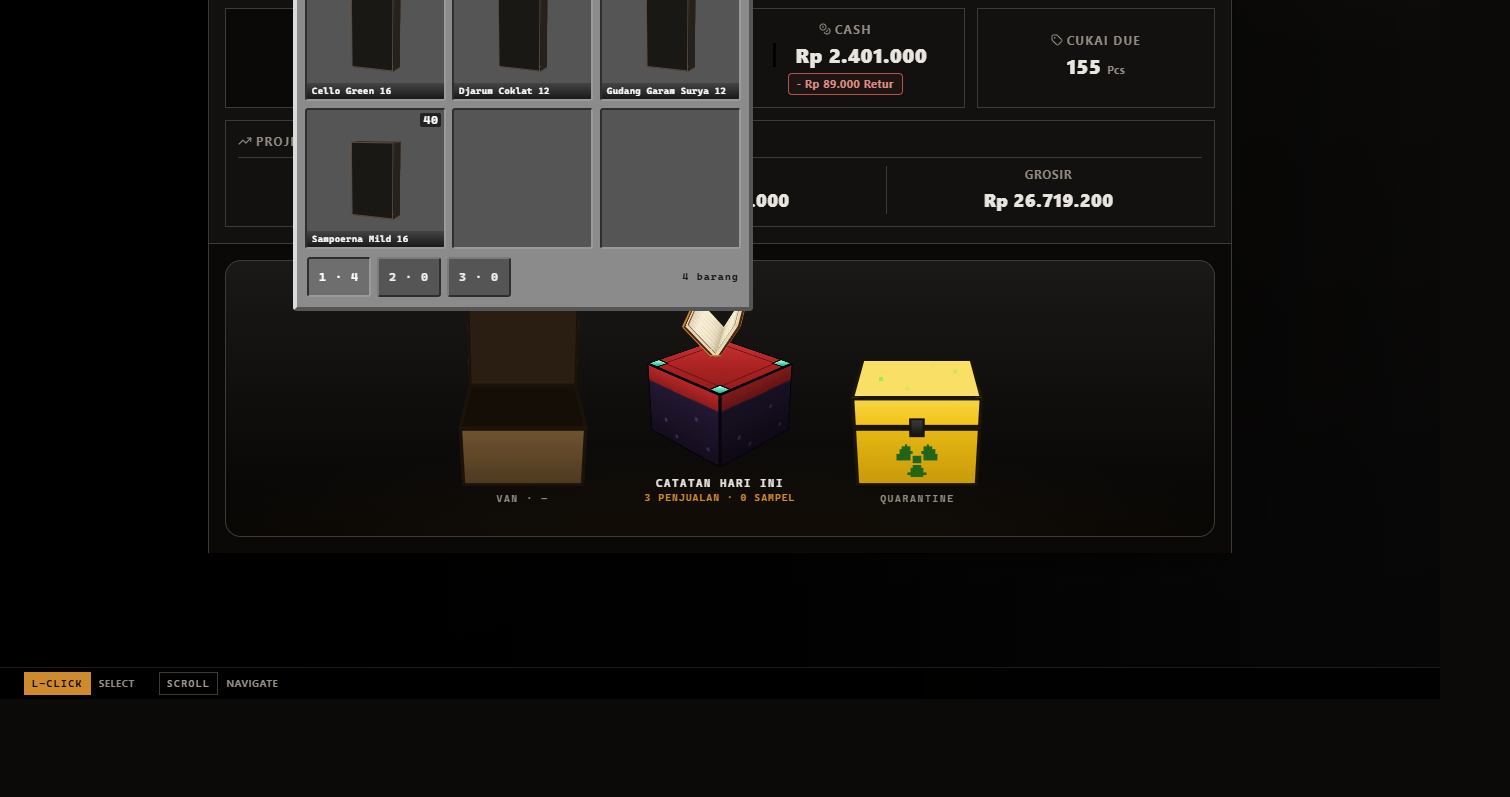 CASH
Rp 2.401.000
- Rp 89.000 Retur
CUKAI DUE
155 Pcs
Cello Green 16
Djarum Coklat 12
Gudang Garam Surya 12
40
Sampoerna Mild 16
.000
GROSIR
Rp 26.719.200
1 · 4
2 · 0
3 · 0
4 barang
VAN · —
CATATAN HARI INI
3 PENJUALAN · 0 SAMPEL
QUARANTINE
L-CLICK SELECT SCROLL NAVIGATE